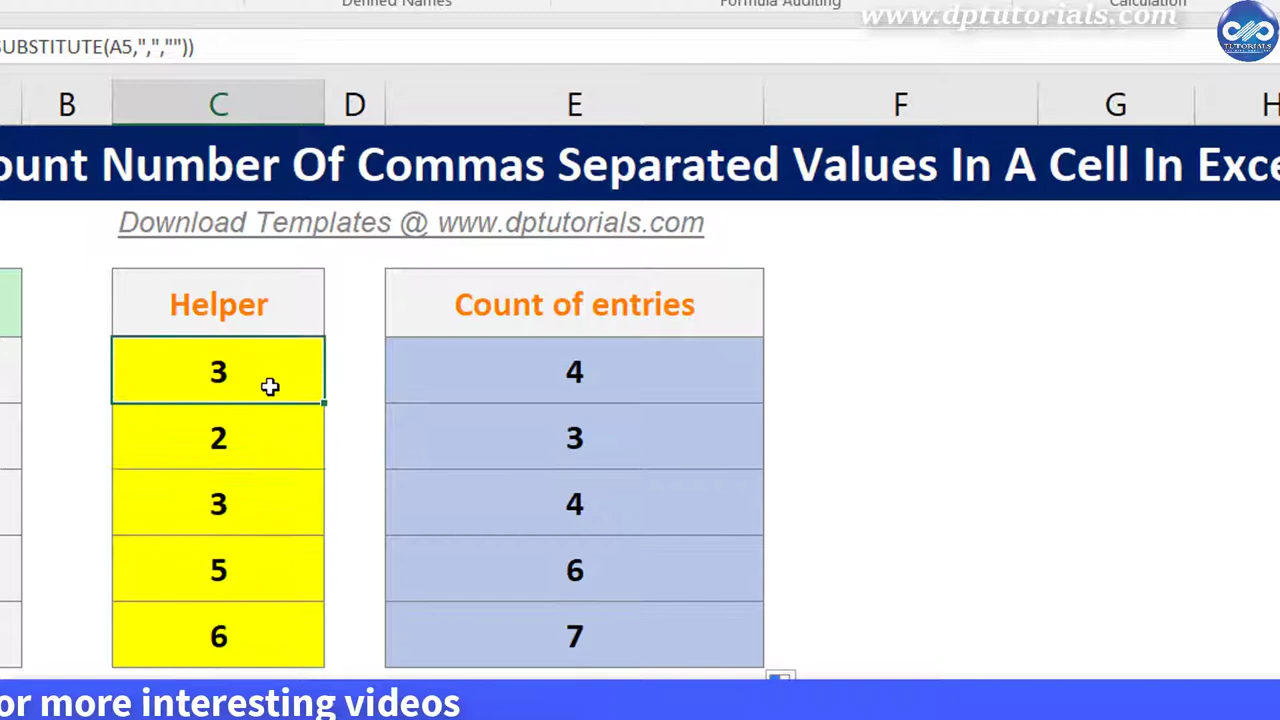 Defined Names
Formula Auditing
Calculation
www.dptutorials.com
TUTORIALS
SUBSTITUTE(A5,",",""))
B C D E F G H
ount Number Of Commas Separated Values In A Cell In Exce
Download Templates @ www.dptutorials.com
Helper Count of entries
3 4
2 3
3 4
5 6
6 7
or more interesting videos